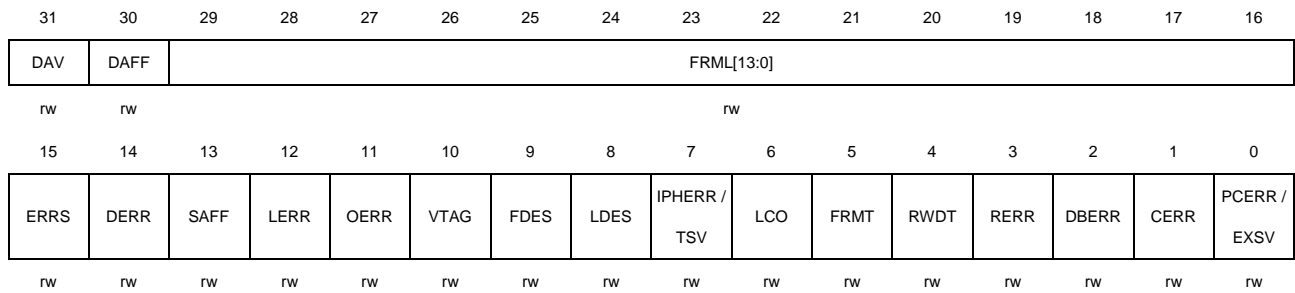 31 30 29 28 27 26 25 24 23 22 21 20 19 18 17 16
DAV DAFF FRML[13:0]
rw rw rw
15 14 13 12 11 10 9 8 7 6 5 4 3 2 1 0
ERRS DERR SAFF LERR OERR VTAG FDES LDES IPHERR / TSV LCO FRMT RWDT RERR DBERR CERR PCERR / EXSV
rw rw rw rw rw rw rw rw rw rw rw rw rw rw rw rw